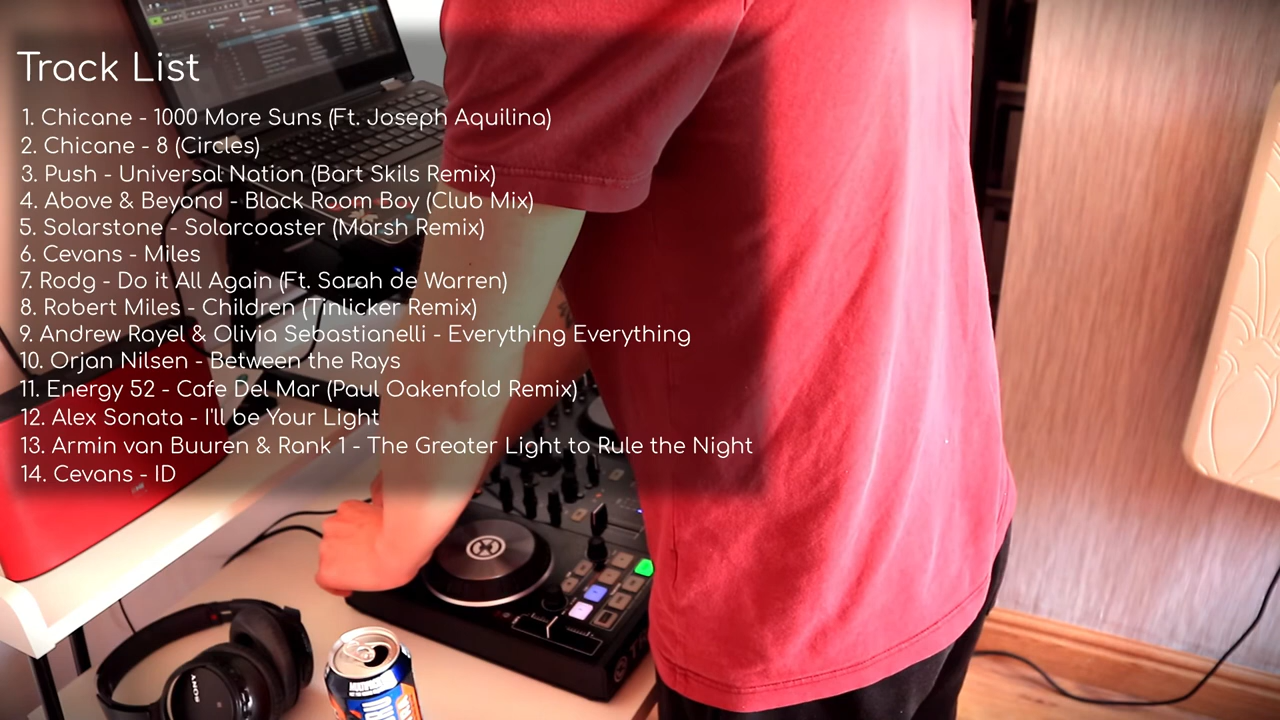 Track List
1. Chicane - 1000 More Suns (Ft. Joseph Aquilina)
2. Chicane - 8 (Circles)
3. Push - Universal Nation (Bart Skils Remix)
4. Above & Beyond - Black Room Boy (Club Mix)
5. Solarstone - Solarcoaster (Marsh Remix)
6. Cevans - Miles
7. Rodg - Do it All Again (Ft. Sarah de Warren)
8. Robert Miles - Children (Tinlicker Remix)
9. Andrew Rayel & Olivia Sebastianelli - Everything Everything
10. Orjan Nilsen - Between the Rays
11. Energy 52 - Cafe Del Mar (Paul Oakenfold Remix)
12. Alex Sonata - I'll be Your Light
13. Armin van Buuren & Rank 1 - The Greater Light to Rule the Night
14. Cevans - ID
SONY